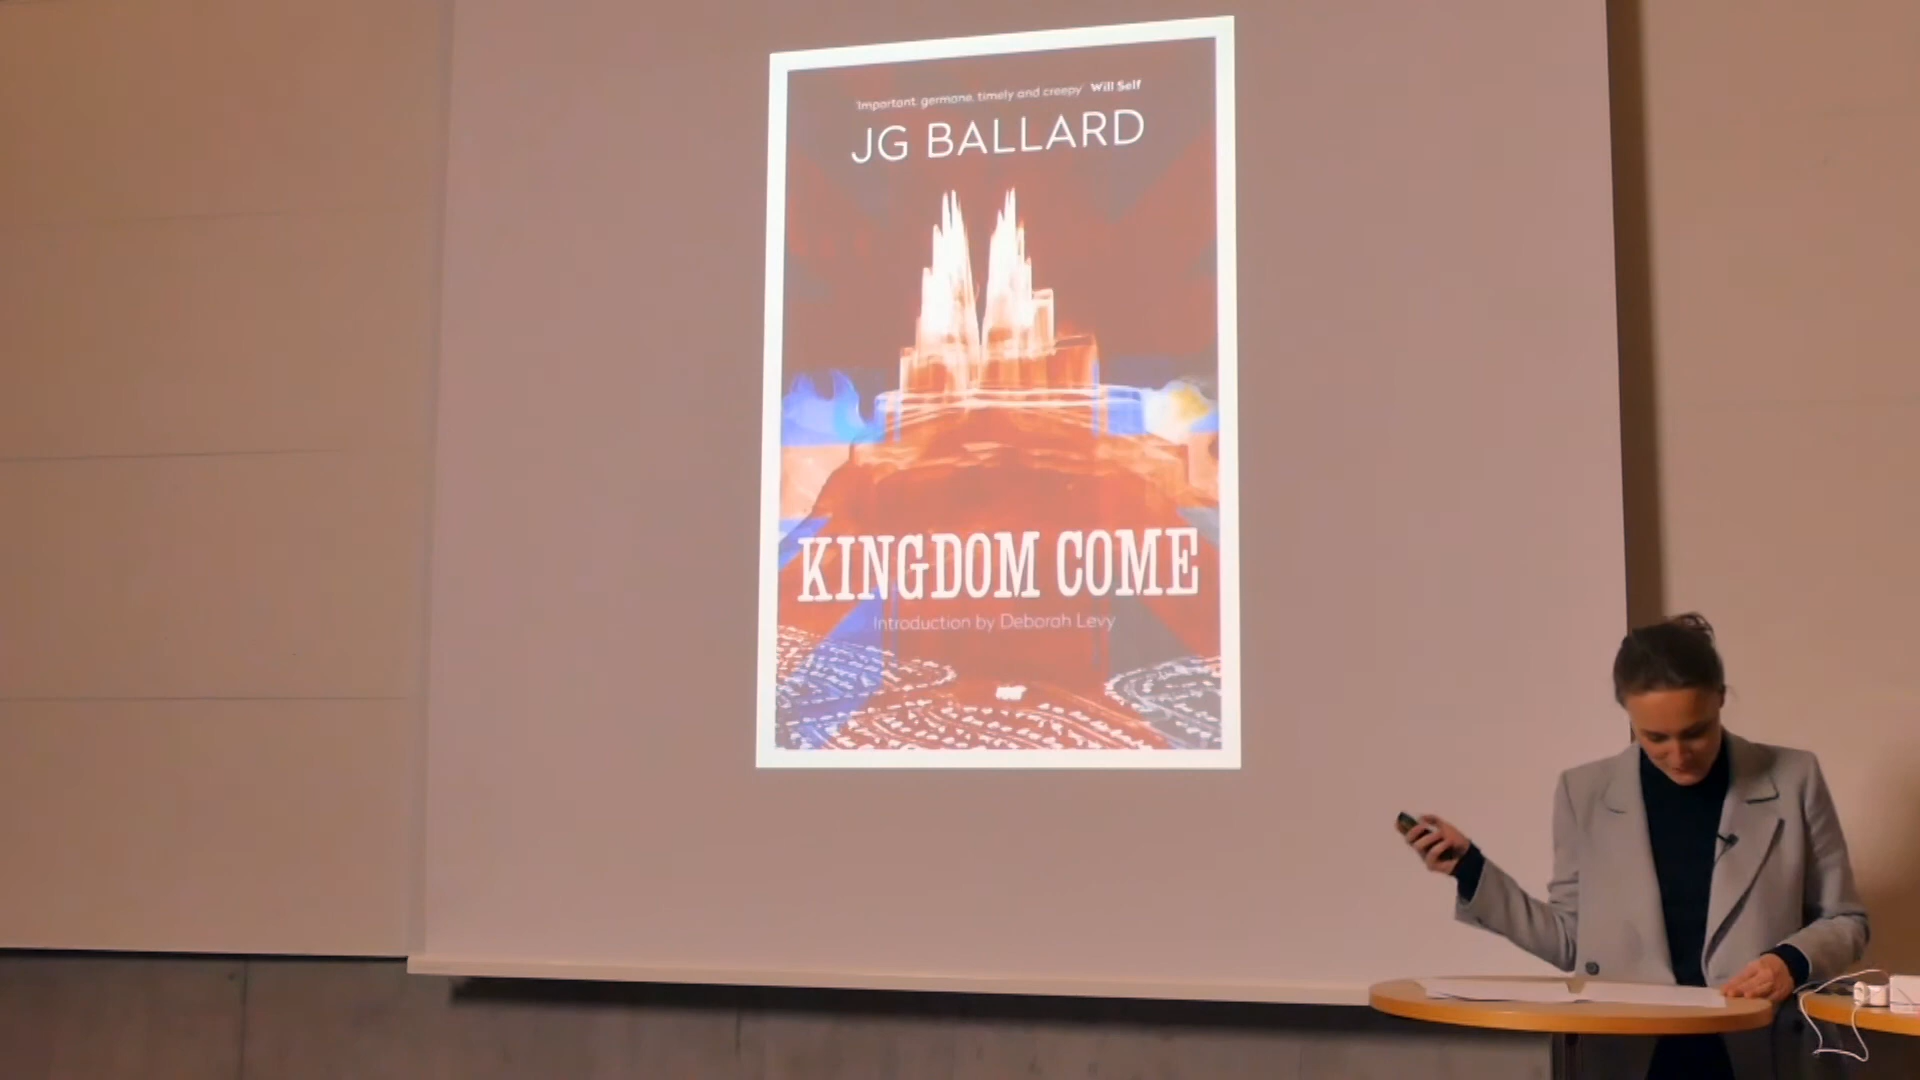 'Important, germane, timely and creepy' Will Self
JG BALLARD
KINGDOM COME
Introduction by Deborah Levy